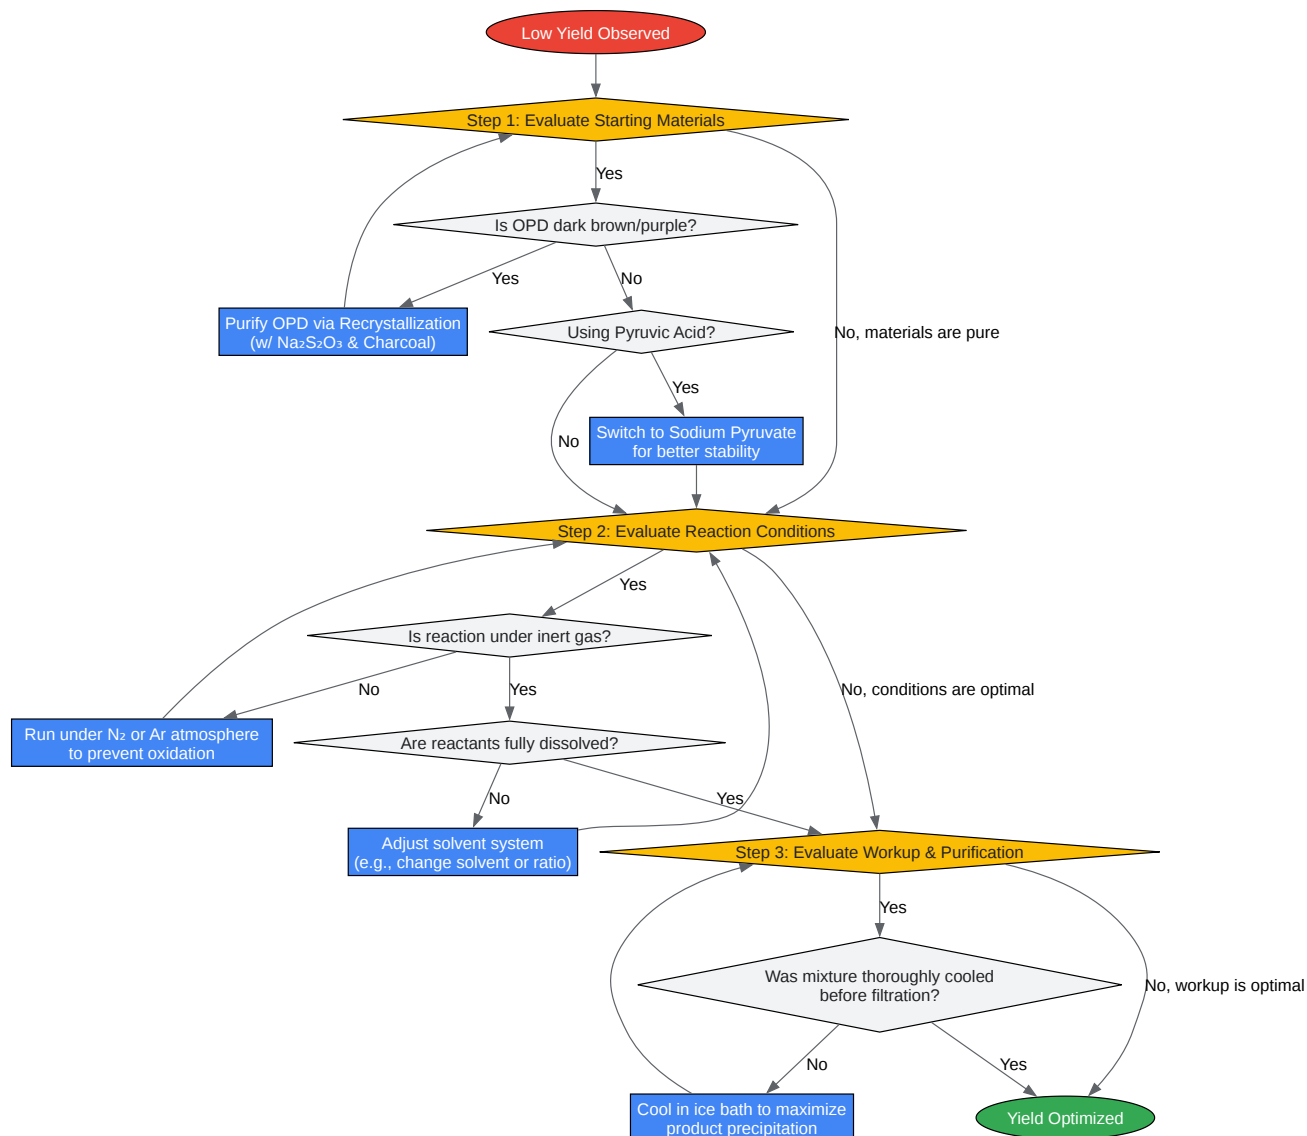 Low Yield Observed
Step 1: Evaluate Starting Materials
Yes
Is OPD dark brown/purple?
Yes
No
Purify OPD via Recrystallization
(w/ Na₂S₂O₃ & Charcoal)
Using Pyruvic Acid?
No, materials are pure
Yes
Switch to Sodium Pyruvate
for better stability
No
Step 2: Evaluate Reaction Conditions
Yes
Is reaction under inert gas?
No
Yes
No, conditions are optimal
Run under N₂ or Ar atmosphere
to prevent oxidation
Are reactants fully dissolved?
No
Yes
Adjust solvent system
(e.g., change solvent or ratio)
Step 3: Evaluate Workup & Purification
Yes
Was mixture thoroughly cooled
before filtration?
No, workup is optimal
No
Yes
Cool in ice bath to maximize
product precipitation
Yield Optimized